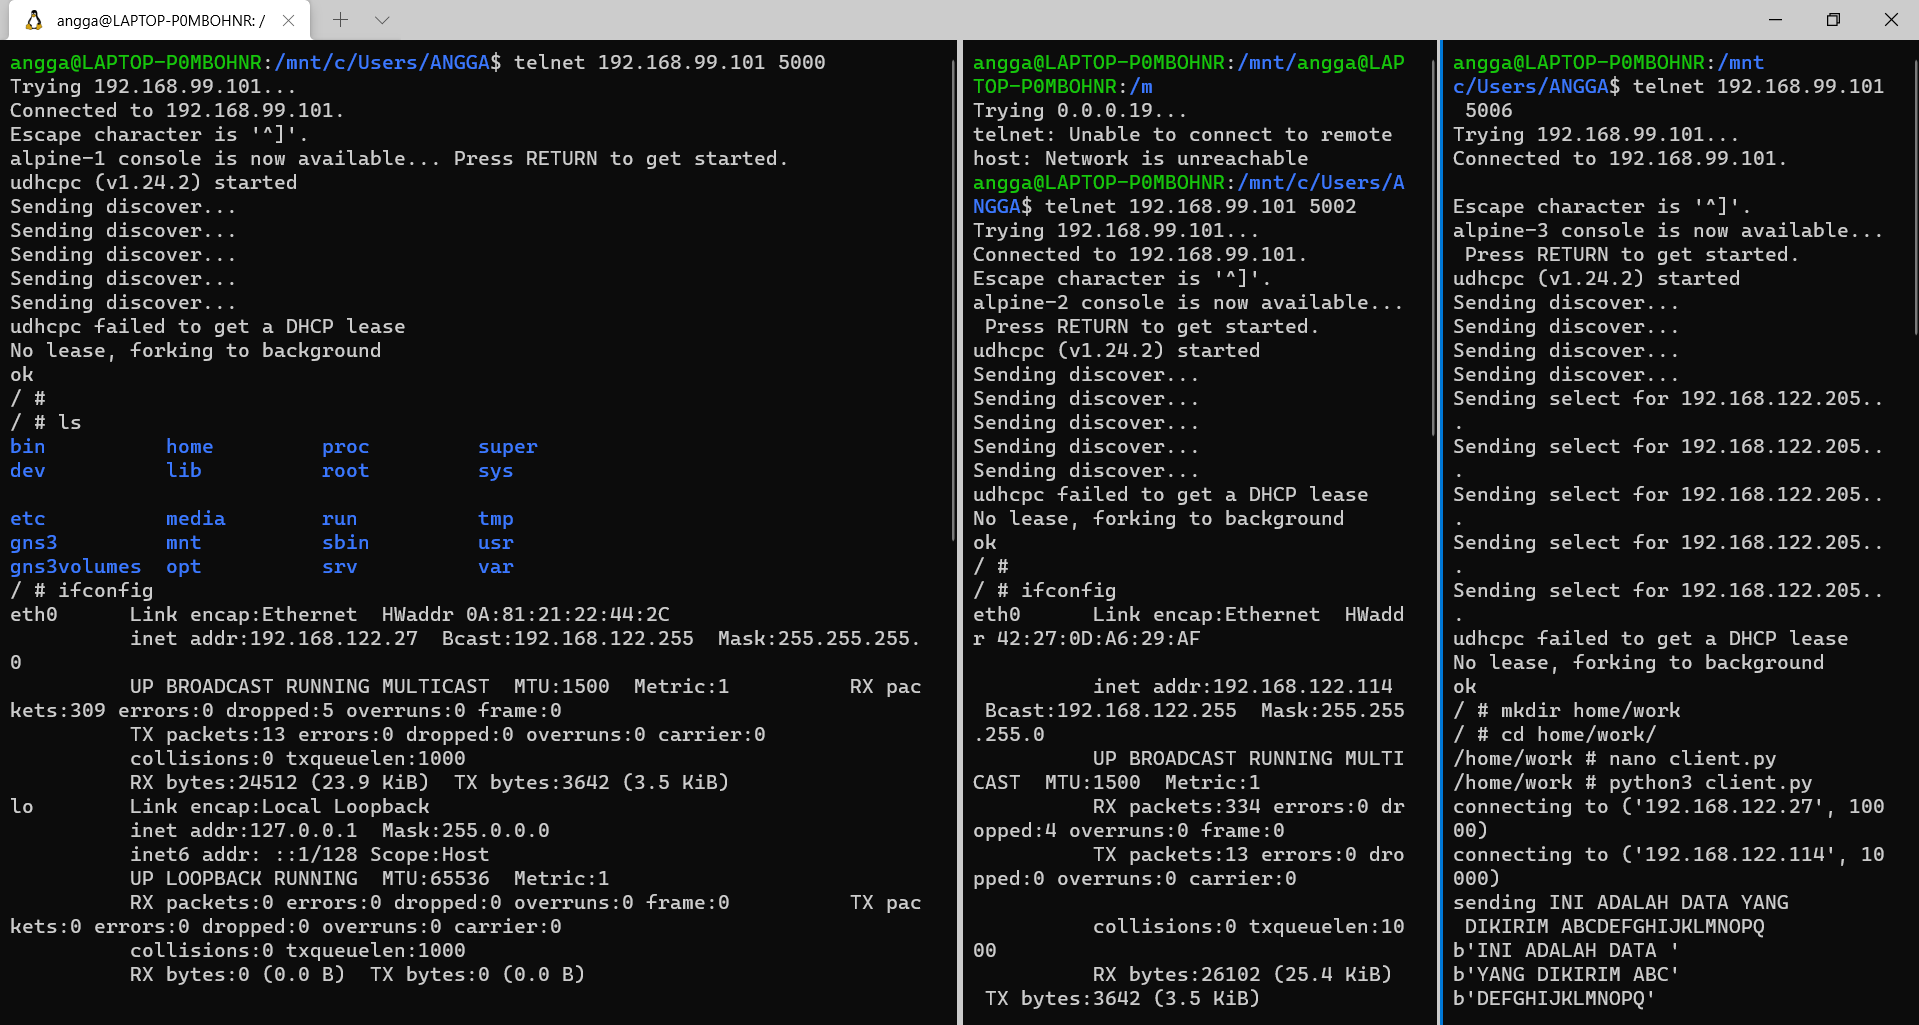 angga@LAPTOP-P0MBOHNR: /
angga@LAPTOP-P0MBOHNR:/mnt/c/Users/ANGGA$ telnet 192.168.99.101 5000
Trying 192.168.99.101...
Connected to 192.168.99.101.
Escape character is '^]'.
alpine-1 console is now available... Press RETURN to get started.
udhcpc (v1.24.2) started
Sending discover...
Sending discover...
Sending discover...
Sending discover...
Sending discover...
udhcpc failed to get a DHCP lease
No lease, forking to background
ok
/ #
/ # ls
bin home proc super
dev lib root sys
etc media run tmp
gns3 mnt sbin usr
gns3volumes opt srv var
/ # ifconfig
eth0 Link encap:Ethernet HWaddr 0A:81:21:22:44:2C
inet addr:192.168.122.27 Bcast:192.168.122.255 Mask:255.255.255.
0
UP BROADCAST RUNNING MULTICAST MTU:1500 Metric:1 RX pac
kets:309 errors:0 dropped:5 overruns:0 frame:0
TX packets:13 errors:0 dropped:0 overruns:0 carrier:0
collisions:0 txqueuelen:1000
RX bytes:24512 (23.9 KiB) TX bytes:3642 (3.5 KiB)
lo Link encap:Local Loopback
inet addr:127.0.0.1 Mask:255.0.0.0
inet6 addr: ::1/128 Scope:Host
UP LOOPBACK RUNNING MTU:65536 Metric:1
RX packets:0 errors:0 dropped:0 overruns:0 frame:0 TX pac
kets:0 errors:0 dropped:0 overruns:0 carrier:0
collisions:0 txqueuelen:1000
RX bytes:0 (0.0 B) TX bytes:0 (0.0 B)
angga@LAPTOP-P0MBOHNR:/mnt/angga@LAP
TOP-P0MBOHNR:/m
Trying 0.0.0.19...
telnet: Unable to connect to remote
host: Network is unreachable
angga@LAPTOP-P0MBOHNR:/mnt/c/Users/A
NGGA$ telnet 192.168.99.101 5002
Trying 192.168.99.101...
Connected to 192.168.99.101.
Escape character is '^]'.
alpine-2 console is now available...
Press RETURN to get started.
udhcpc (v1.24.2) started
Sending discover...
Sending discover...
Sending discover...
Sending discover...
Sending discover...
udhcpc failed to get a DHCP lease
No lease, forking to background
ok
/ #
/ # ifconfig
eth0 Link encap:Ethernet HWadd
r 42:27:0D:A6:29:AF
inet addr:192.168.122.114
Bcast:192.168.122.255 Mask:255.255
.255.0
UP BROADCAST RUNNING MULTI
CAST MTU:1500 Metric:1
RX packets:334 errors:0 dr
opped:4 overruns:0 frame:0
TX packets:13 errors:0 dro
pped:0 overruns:0 carrier:0
collisions:0 txqueuelen:10
00
RX bytes:26102 (25.4 KiB)
TX bytes:3642 (3.5 KiB)
angga@LAPTOP-P0MBOHNR:/mnt
c/Users/ANGGA$ telnet 192.168.99.101
5006
Trying 192.168.99.101...
Connected to 192.168.99.101.
Escape character is '^]'.
alpine-3 console is now available...
Press RETURN to get started.
udhcpc (v1.24.2) started
Sending discover...
Sending discover...
Sending discover...
Sending discover...
Sending select for 192.168.122.205..
.
Sending select for 192.168.122.205..
.
Sending select for 192.168.122.205..
.
Sending select for 192.168.122.205..
.
Sending select for 192.168.122.205..
.
udhcpc failed to get a DHCP lease
No lease, forking to background
ok
/ # mkdir home/work
/ # cd home/work/
/home/work # nano client.py
/home/work # python3 client.py
connecting to ('192.168.122.27', 100
00)
connecting to ('192.168.122.114', 10
000)
sending INI ADALAH DATA YANG
DIKIRIM ABCDEFGHIJKLMNOPQ
b'INI ADALAH DATA '
b'YANG DIKIRIM ABC'
b'DEFGHIJKLMNOPQ'